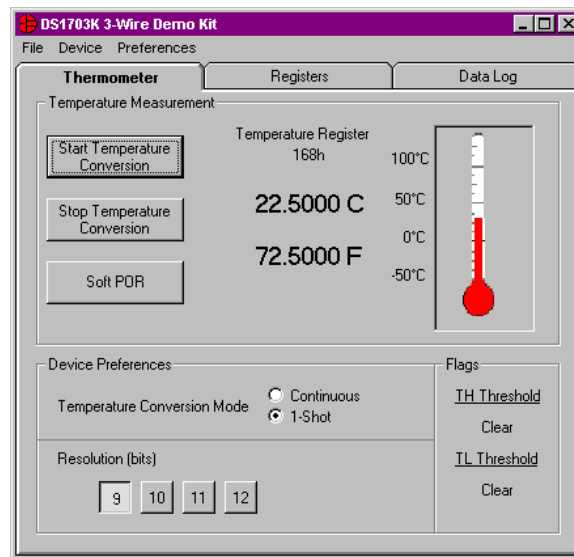 DS1703K 3-Wire Demo Kit
File Device Preferences
Thermometer Registers Data Log
Temperature Measurement
Start Temperature
Conversion
Stop Temperature
Conversion
Soft POR
Temperature Register
168h
22.5000 C
72.5000 F
100°C
50°C
0°C
-50°C
Device Preferences
Temperature Conversion Mode
Continuous
1-Shot
Resolution (bits)
9 10 11 12
Flags
TH Threshold
Clear
TL Threshold
Clear